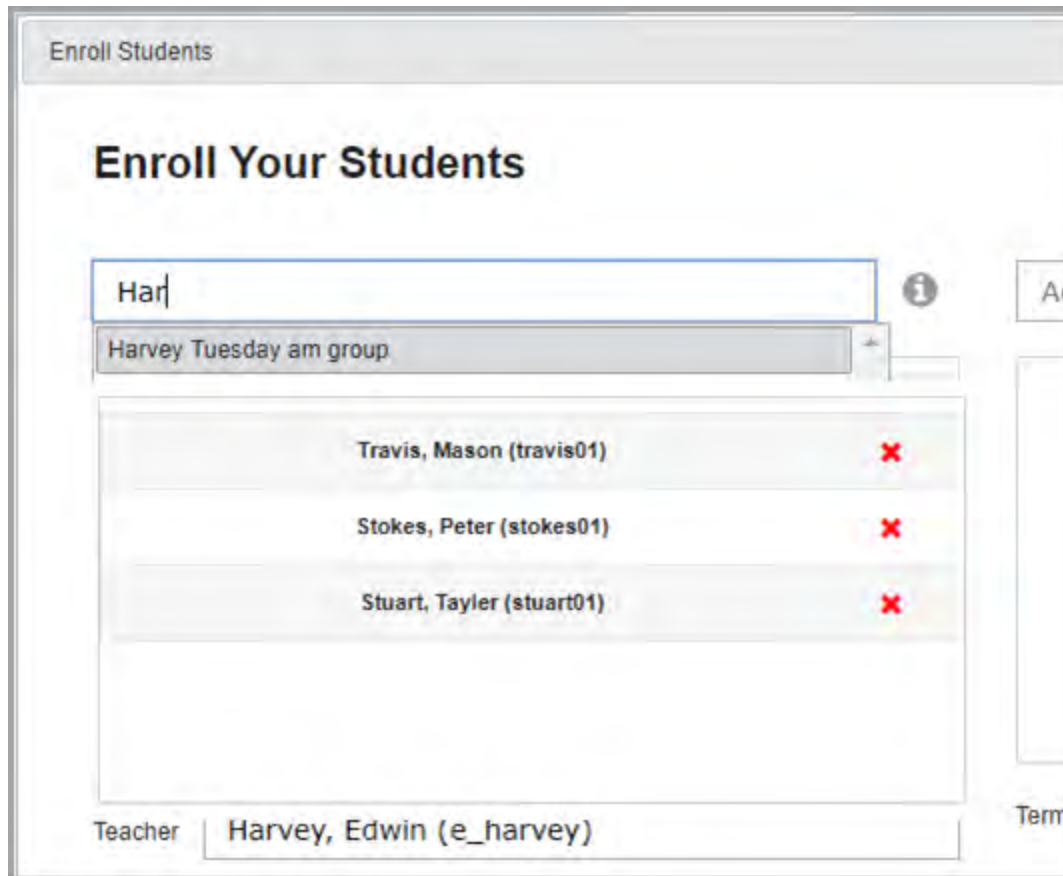 Enroll Students
Enroll Your Students
Har
Harvey Tuesday am group
Travis, Mason (travis01)
Stokes, Peter (stokes01)
Stuart, Tayler (stuart01)
Teacher Harvey, Edwin (e_harvey)
Term